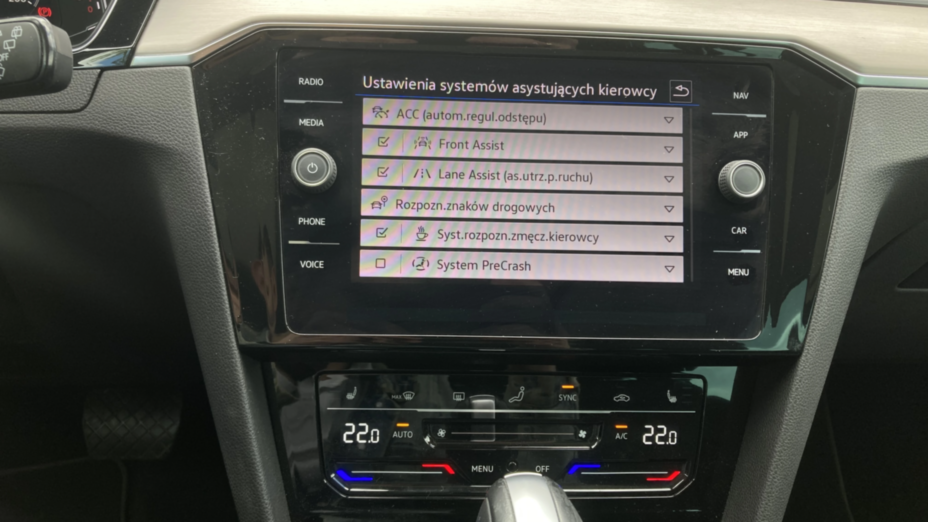 RADIO
MEDIA
PHONE
VOICE
Ustawienia systemów asystujących kierowcy
ACC (autom.regul.odstępu)
Front Assist
Lane Assist (as.utrz.p.ruchu)
Rozpozn.znaków drogowych
Syst.rozpozn.zmęcz.kierowcy
System PreCrash
NAV
APP
CAR
MENU
MAX
SYNC
22.0
AUTO
A/C
22.0
MENU
OFF